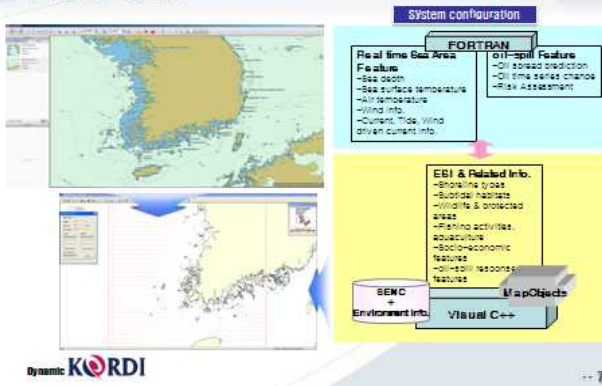 System configuration
FORTRAN
Real time Sea Area
Feature
-Sea depth
-Sea surface temperature
-Air temperature
-Wind info.
-Current, Tide, Wind
driven current info.
oil-spill Feature
-Oil spread prediction
-Oil time series change
-Risk Assessment
ESI & Related Info.
-Shoreline types
-Subtidal habitats
-Wildlife & protected
areas
-Fishing activities,
aquaculture
-Socio-economic
features
-oil-spill response
features
SENC
+
Environment Info.
MapObjects
Visual C++
Dynamic KORDI